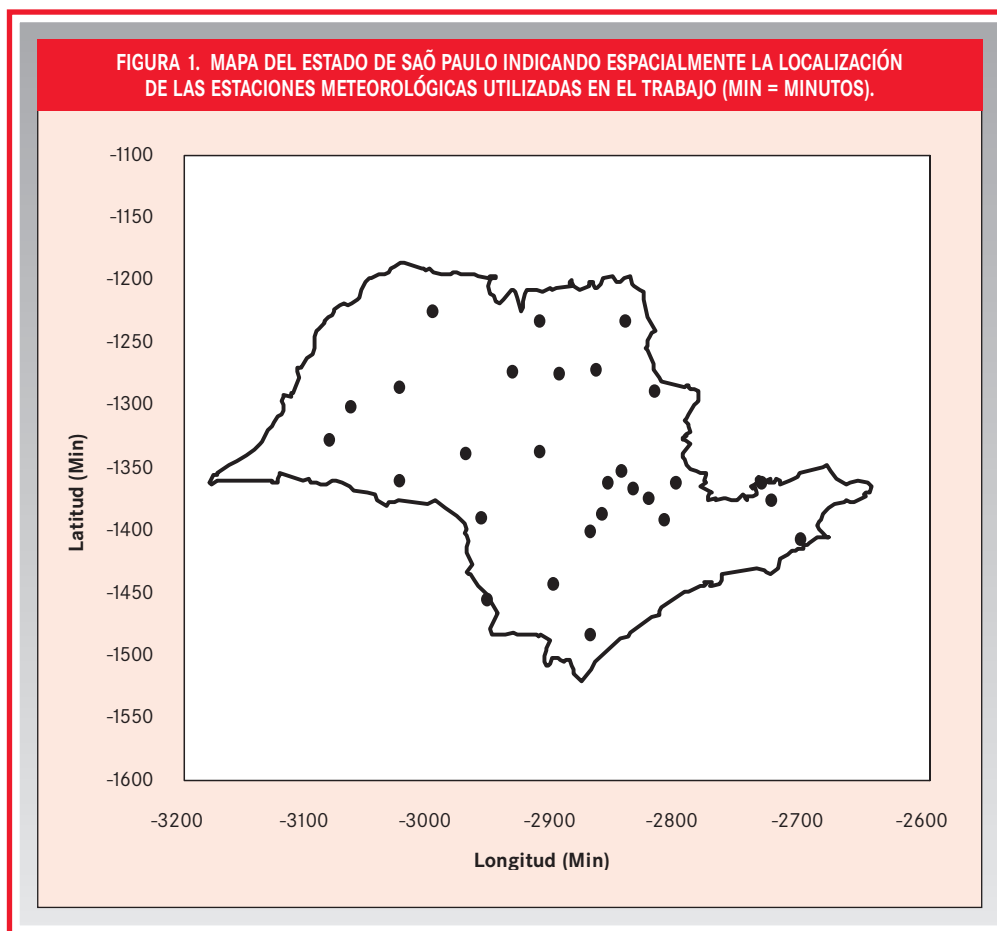 FIGURA 1. MAPA DEL ESTADO DE SAÕ PAULO INDICANDO ESPACIALMENTE LA LOCALIZACIÓN
DE LAS ESTACIONES METEOROLÓGICAS UTILIZADAS EN EL TRABAJO (MIN = MINUTOS).
-1100
-1150
-1200
-1250
-1300
-1350
-1400
-1450
-1500
-1550
-1600
Latitud (Min)
-3200 -3100 -3000 -2900 -2800 -2700 -2600
Longitud (Min)